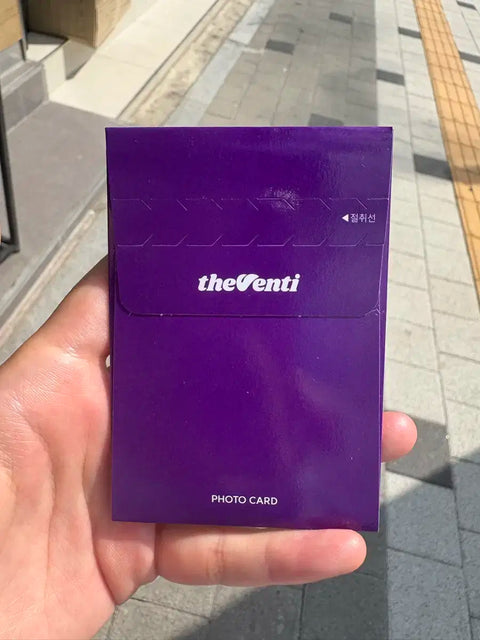 ◀절취선
theVenti
PHOTO CARD